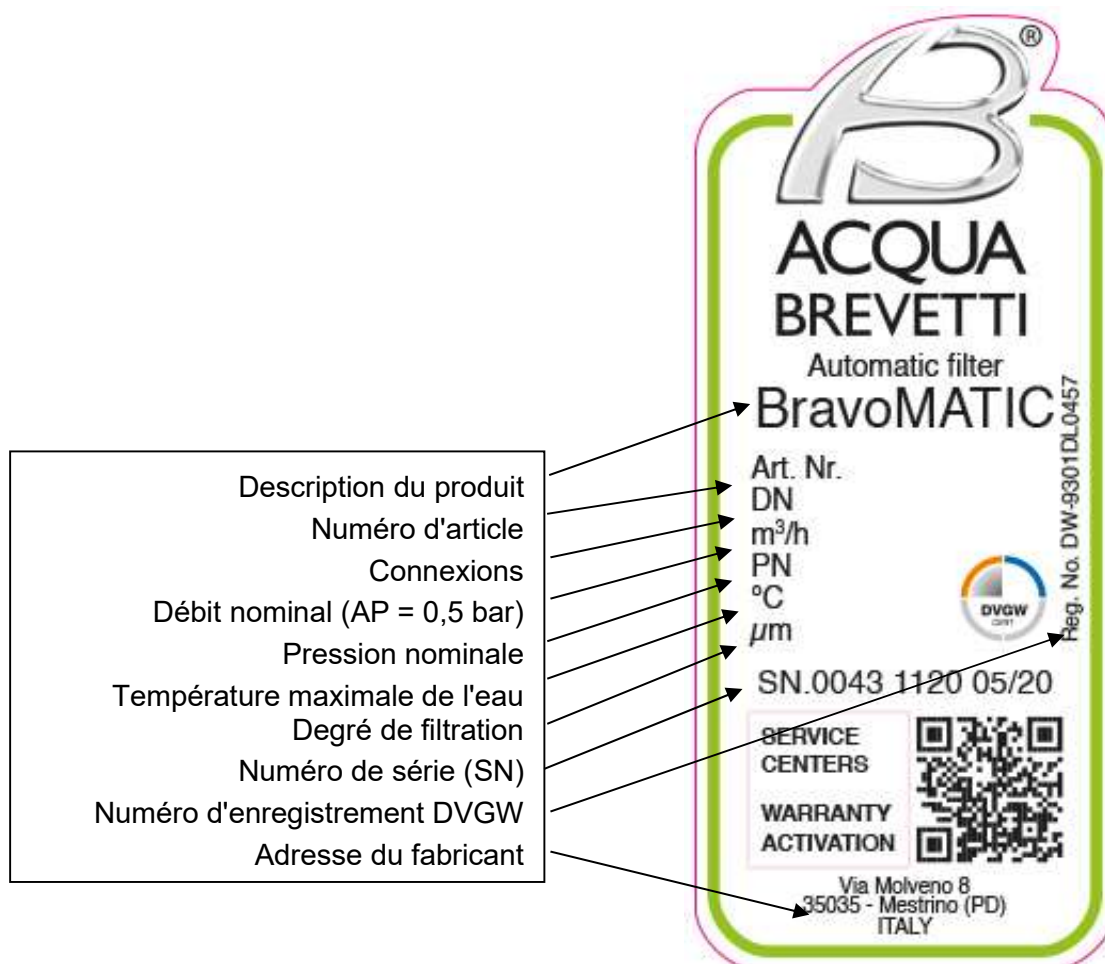 Description du produit
Numéro d'article
Connexions
Débit nominal (AP = 0,5 bar)
Pression nominale
Température maximale de l'eau
Degré de filtration
Numéro de série (SN)
Numéro d'enregistrement DVGW
Adresse du fabricant
®
ACQUA
BREVETTI
Automatic filter
BravoMATIC
Art. Nr.
DN
m³/h
PN
°C
µm
DVGW
CERT
Reg. No. DW-9301DL0457
SN.0043 1120 05/20
SERVICE
CENTERS
WARRANTY
ACTIVATION
Via Molveno 8
35035 - Mestrino (PD)
ITALY